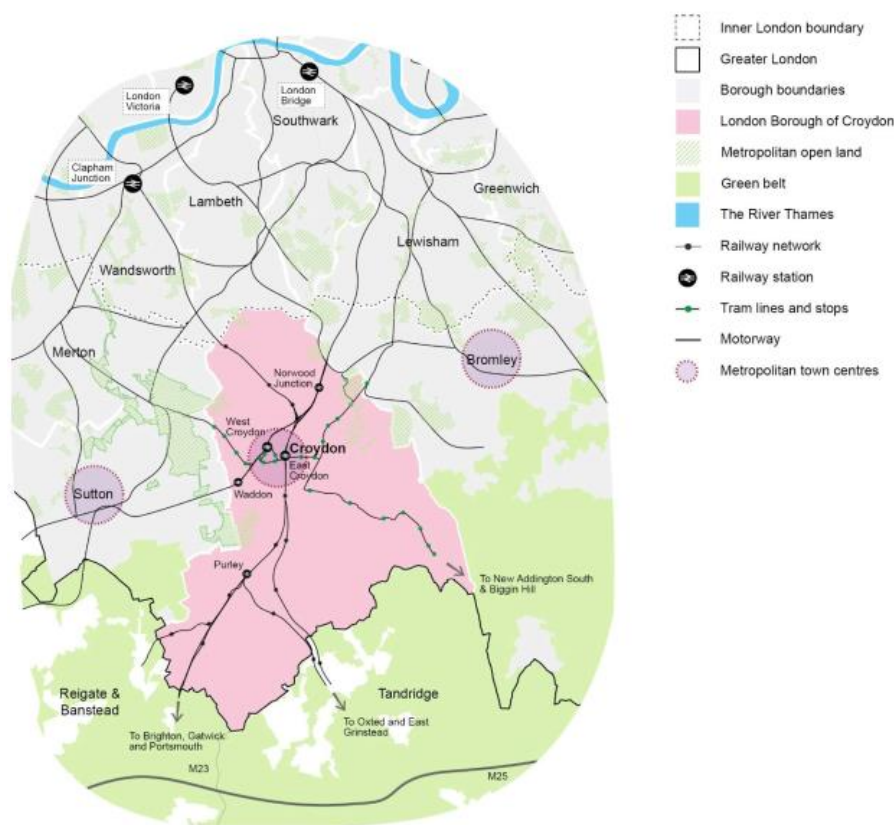 London
Victoria
London
Bridge
Southwark
Clapham
Junction
Greenwich
Lambeth
Lewisham
Wandsworth
Merton
Bromley
Norwood
Junction
West
Croydon
Croydon
East
Croydon
Sutton
Waddon
Purley
To New Addington South
& Biggin Hill
Reigate &
Banstead
Tandridge
To Oxted and East
Grinstead
To Brighton, Gatwick
and Portsmouth
M23
M25
Inner London boundary
Greater London
Borough boundaries
London Borough of Croydon
Metropolitan open land
Green belt
The River Thames
Railway network
Railway station
Tram lines and stops
Motorway
Metropolitan town centres